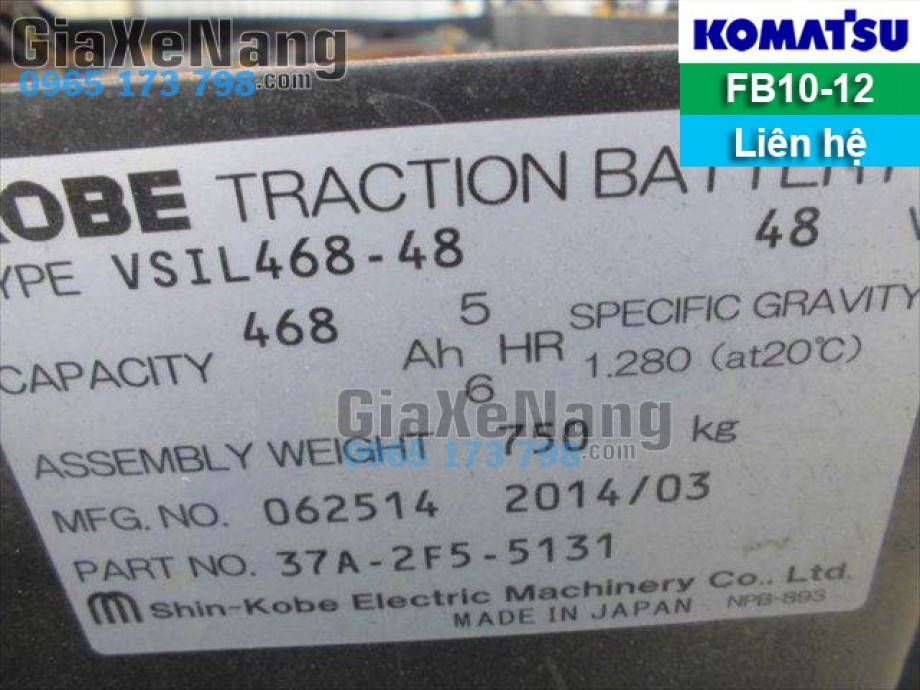 GiaXeNang
0965 173 798.com
KOMATSU
FB10-12
Liên hệ
KOBE TRACTION BATTERY
TYPE VSIL468-48 48 V
CAPACITY 468 Ah 5 6 HR SPECIFIC GRAVITY
1.280 (at20℃)
GiaXeNang
0965 173 798.com
ASSEMBLY WEIGHT 750 kg
MFG. NO. 062514 2014/03
PART NO. 37A-2F5-5131
Shin-Kobe Electric Machinery Co., Ltd.
MADE IN JAPAN NPB-893